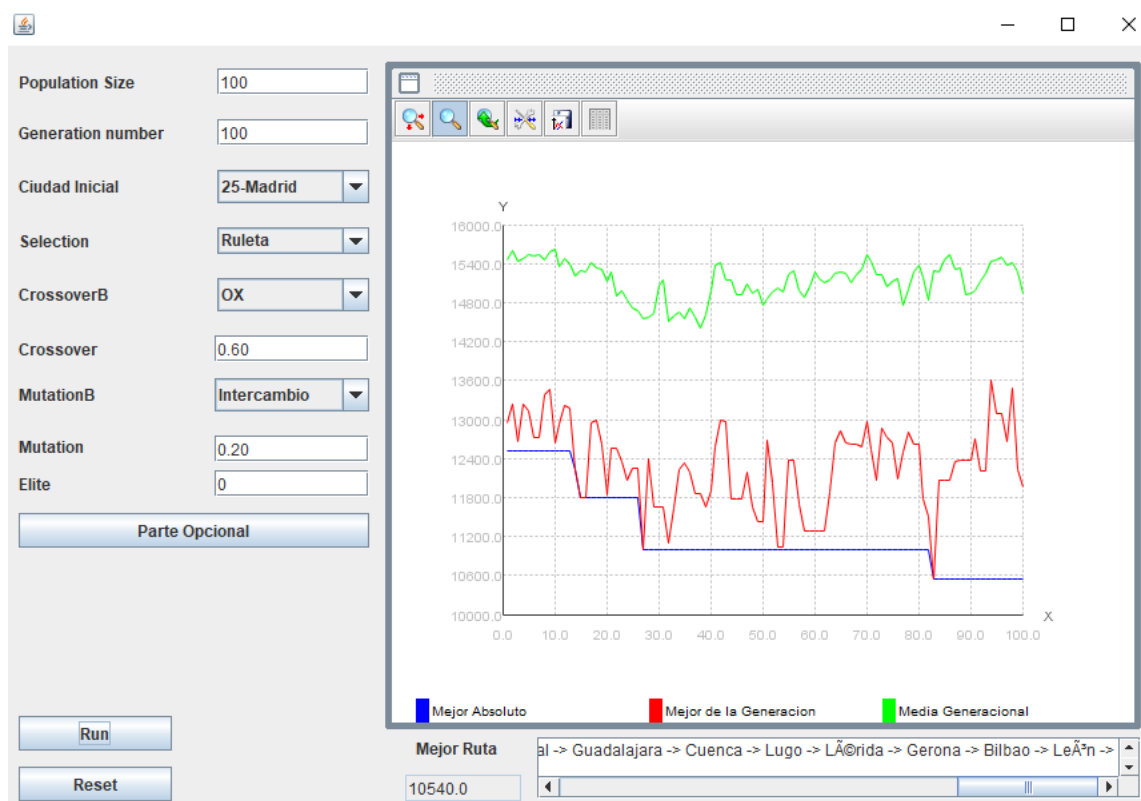 Population Size 100
Generation number 100
Ciudad Inicial 25-Madrid
Selection Ruleta
CrossoverB OX
Crossover 0.60
MutationB Intercambio
Mutation 0.20
Elite 0
Parte Opcional
Run
Reset
Y
16000.0
15400.0
14800.0
14200.0
13600.0
13000.0
12400.0
11800.0
11200.0
10600.0
10000.0
X
0.0 10.0 20.0 30.0 40.0 50.0 60.0 70.0 80.0 90.0 100.0
Mejor Absoluto Mejor de la Generacion Media Generacional
Mejor Ruta
al -> Guadalajara -> Cuenca -> Lugo -> LÃ©rida -> Gerona -> Bilbao -> LeÃ³n ->
10540.0